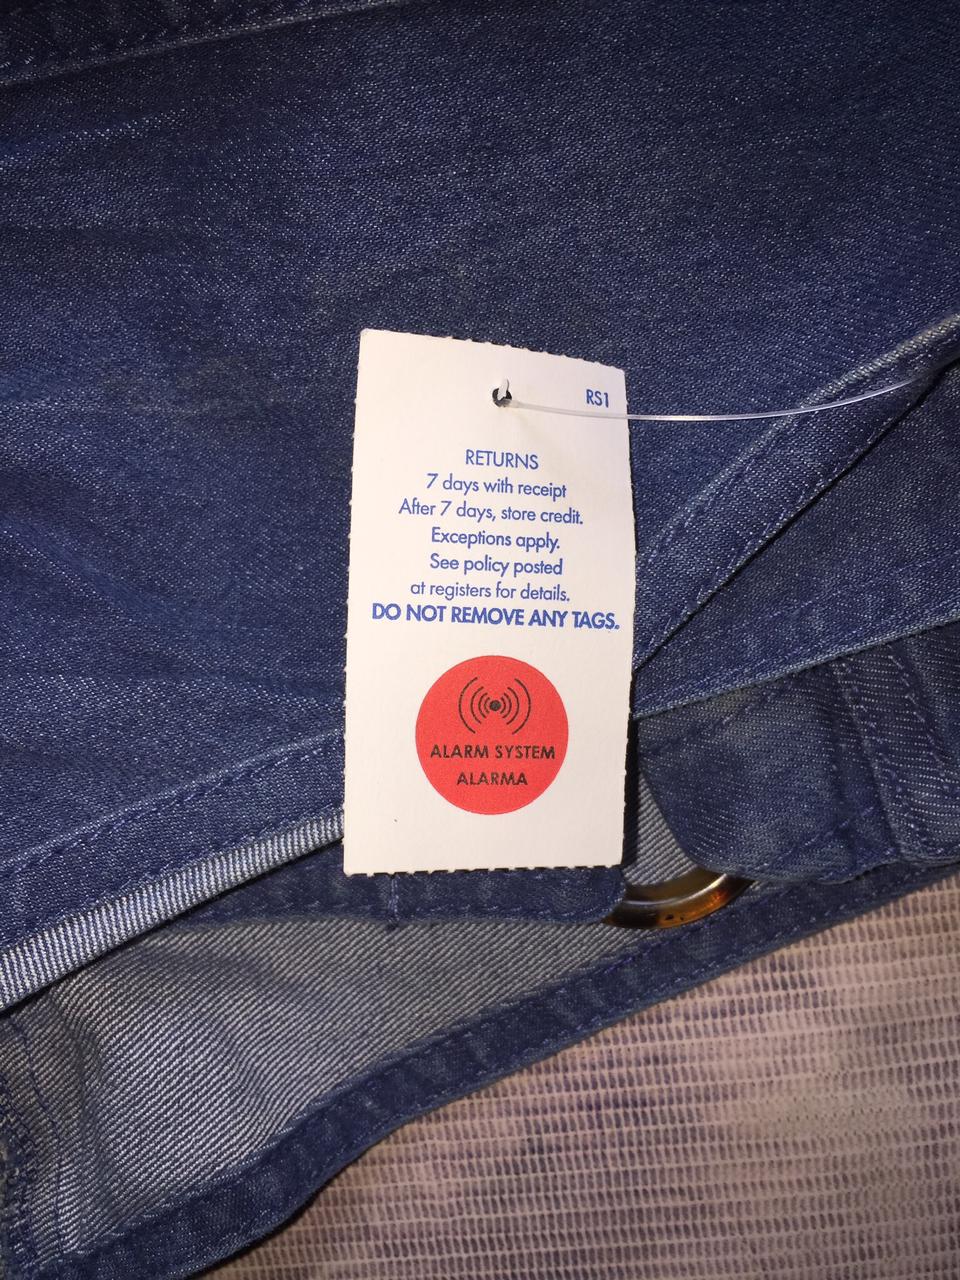 RS1
RETURNS
7 days with receipt
After 7 days, store credit.
Exceptions apply.
See policy posted
at registers for details.
DO NOT REMOVE ANY TAGS.
ALARM SYSTEM
ALARMA